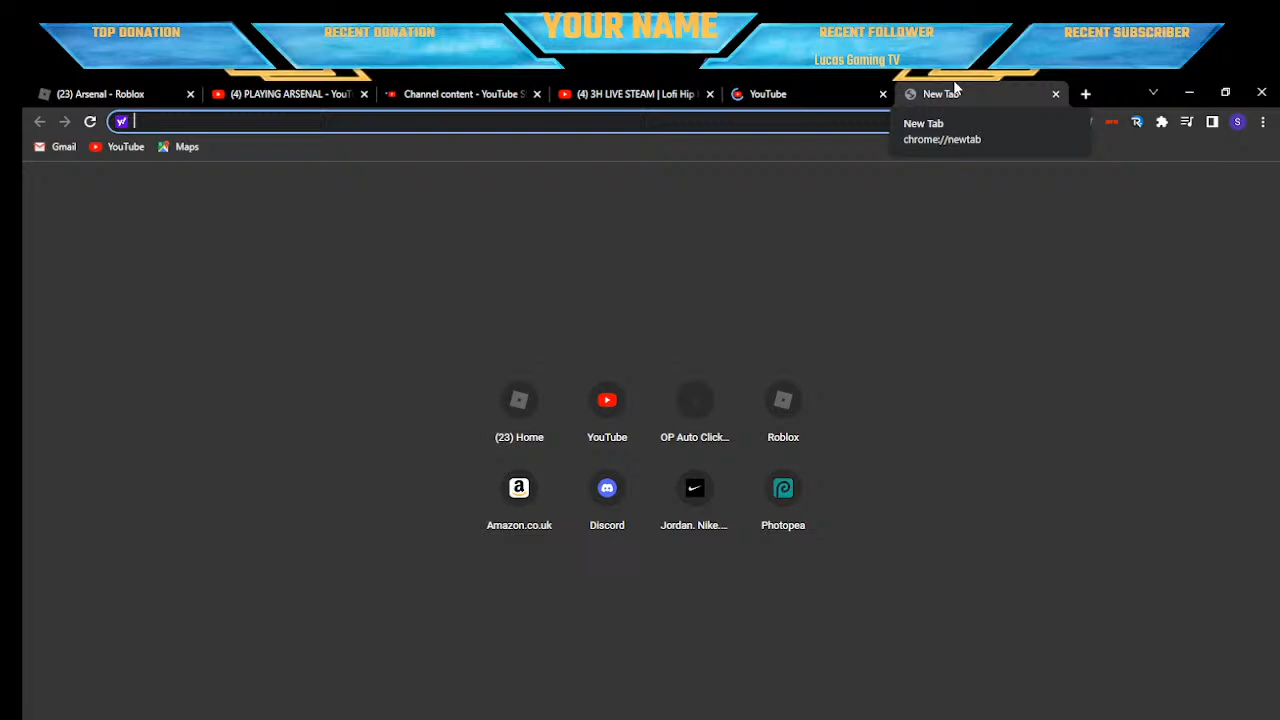 TOP DONATION
RECENT DONATION
YOUR NAME
RECENT FOLLOWER
RECENT SUBSCRIBER
Lucas Gaming TV
(23) Arsenal - Roblox
(4) PLAYING ARSENAL - YouT
Channel content - YouTube S
(4) 3H LIVE STEAM | Lofi Hip
YouTube
New Tab
y!
S
New Tab
chrome://newtab
Gmail
YouTube
Maps
(23) Home
YouTube
OP Auto Click...
Roblox
a
Amazon.co.uk
Discord
Jordan. Nike....
Photopea